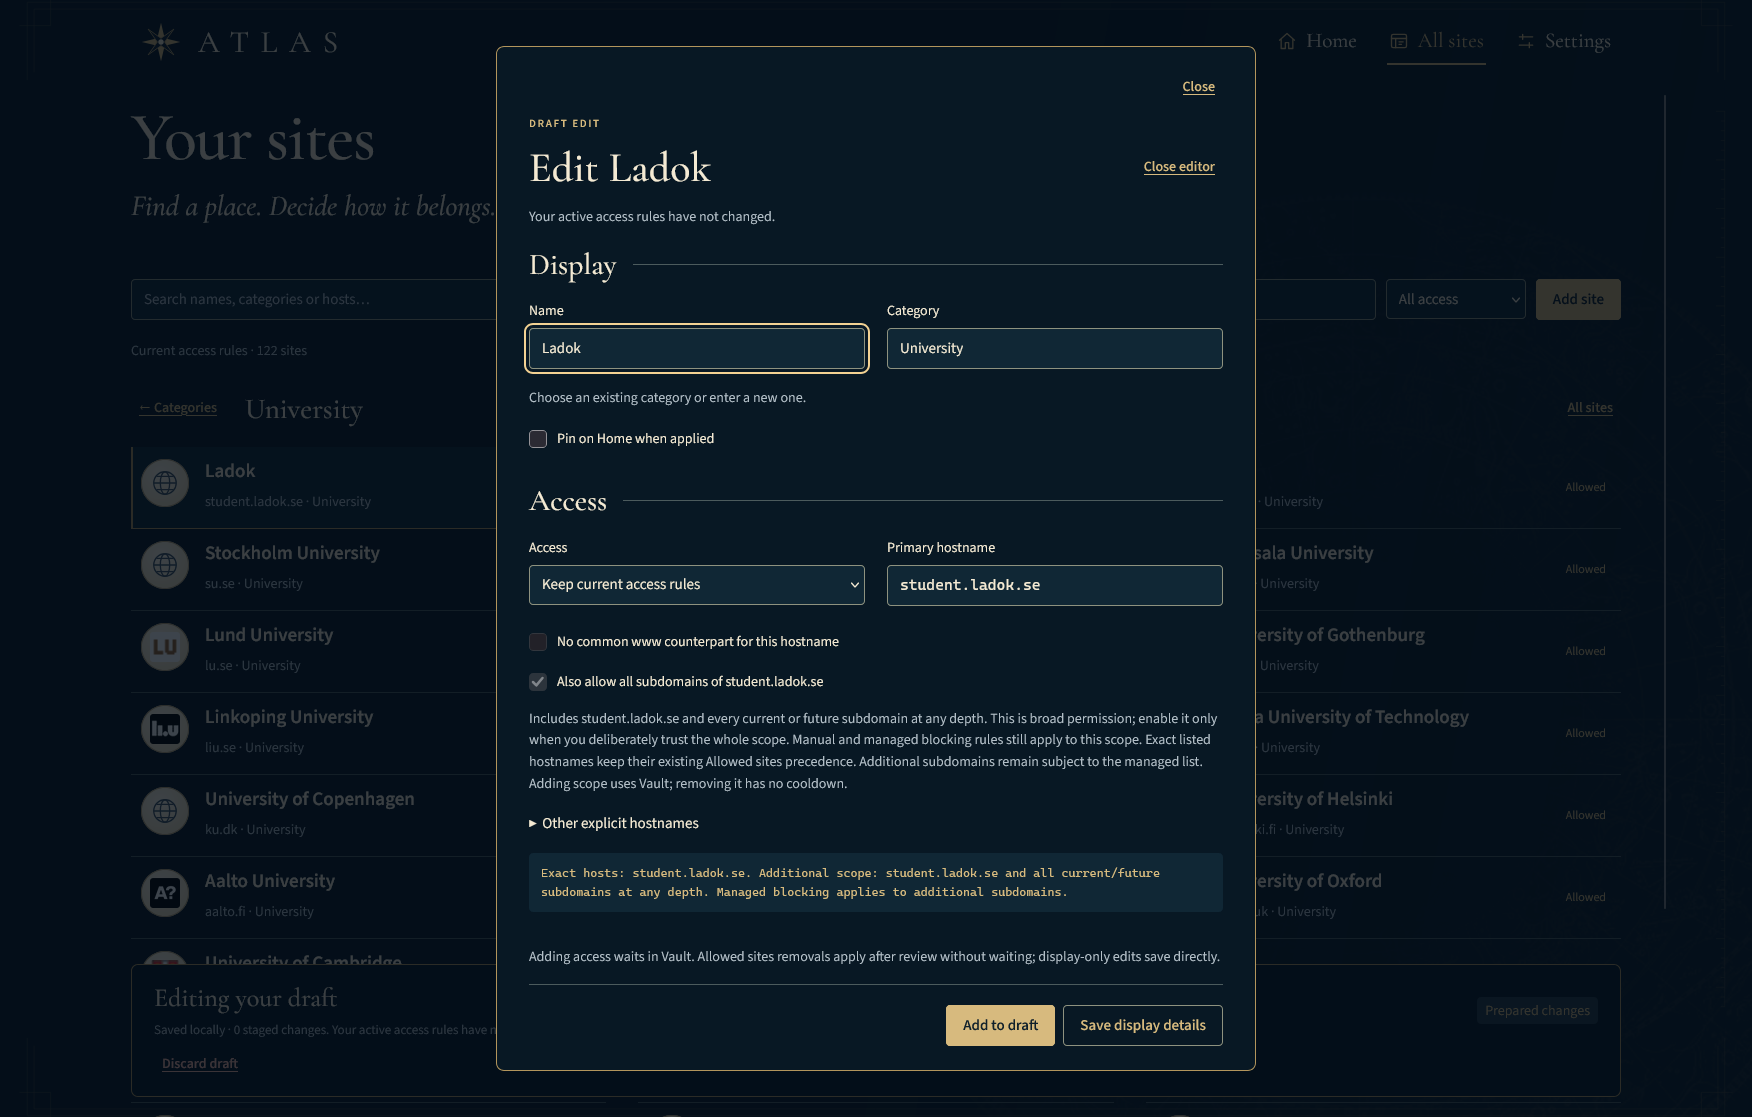 ATLAS
Home
All sites
Settings
Your sites
Find a place. Decide how it belongs.
Search names, categories or hosts...
All access
Add site
Current access rules · 122 sites
← Categories
University
All sites
Ladok
student.ladok.se · University
Stockholm University
su.se · University
Lund University
LU
lu.se · University
Linkoping University
li.u
liu.se · University
University of Copenhagen
ku.dk · University
Aalto University
A?
aalto.fi · University
University of Cambridge
· University
Allowed
sala University
University
Allowed
ersity of Gothenburg
University
Allowed
a University of Technology
· University
Allowed
ersity of Helsinki
ki.fi · University
Allowed
ersity of Oxford
uk · University
Allowed
Editing your draft
Saved locally · 0 staged changes. Your active access rules have n
Discard draft
Prepared changes
Close
DRAFT EDIT
Edit Ladok
Close editor
Your active access rules have not changed.
Display
Name
Category
Ladok
University
Choose an existing category or enter a new one.
Pin on Home when applied
Access
Access
Primary hostname
Keep current access rules
student.ladok.se
No common www counterpart for this hostname
Also allow all subdomains of student.ladok.se
Includes student.ladok.se and every current or future subdomain at any depth. This is broad permission; enable it only
when you deliberately trust the whole scope. Manual and managed blocking rules still apply to this scope. Exact listed
hostnames keep their existing Allowed sites precedence. Additional subdomains remain subject to the managed list.
Adding scope uses Vault; removing it has no cooldown.
▸ Other explicit hostnames
Exact hosts: student.ladok.se. Additional scope: student.ladok.se and all current/future
subdomains at any depth. Managed blocking applies to additional subdomains.
Adding access waits in Vault. Allowed sites removals apply after review without waiting; display-only edits save directly.
Add to draft
Save display details